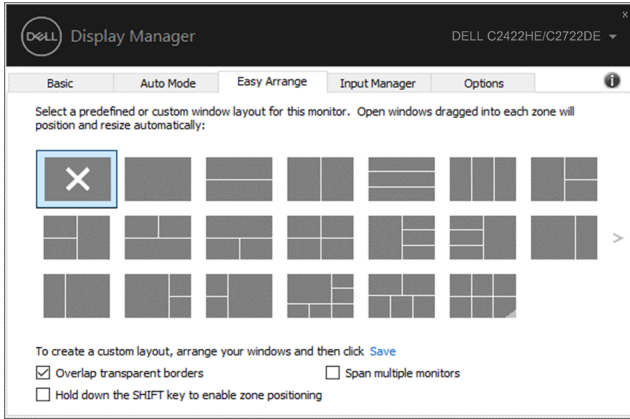 x
DELL Display Manager DELL C2422HE/C2722DE
Basic Auto Mode Easy Arrange Input Manager Options i
Select a predefined or custom window layout for this monitor. Open windows dragged into each zone will
position and resize automatically:
>
To create a custom layout, arrange your windows and then click Save
Overlap transparent borders Span multiple monitors
Hold down the SHIFT key to enable zone positioning